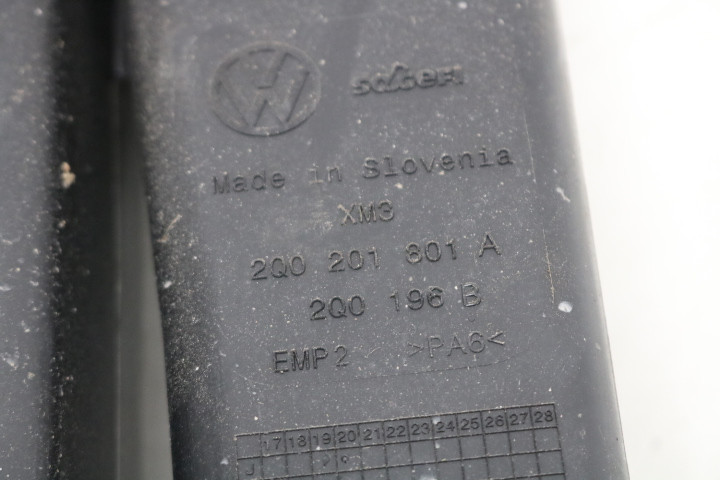 SOGEFI
Made in Slovenia
XM3
2Q0 201 801 A
2Q0 196 B
EMP2 >PA6<
17 18 19 20 21 22 23 24 25 26 27 28
J